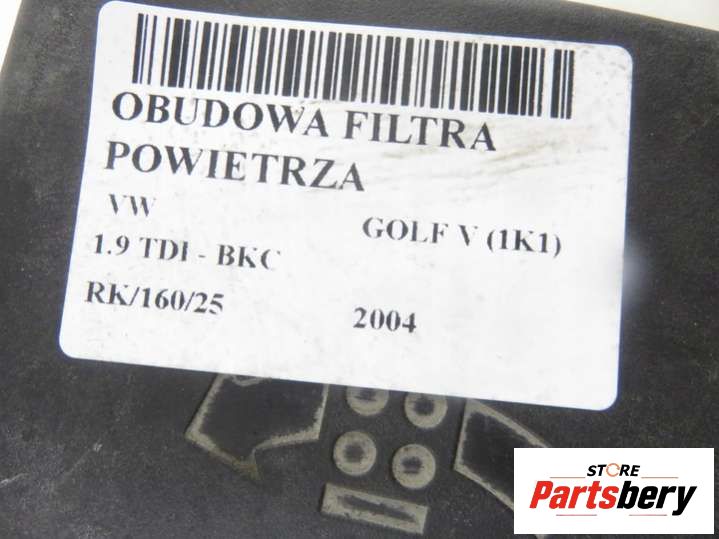 OBUDOWA FILTRA
POWIETRZA
VW
GOLF V (1K1)
1.9 TDI - BKC
RK/160/25
2004
STORE
Partsbery